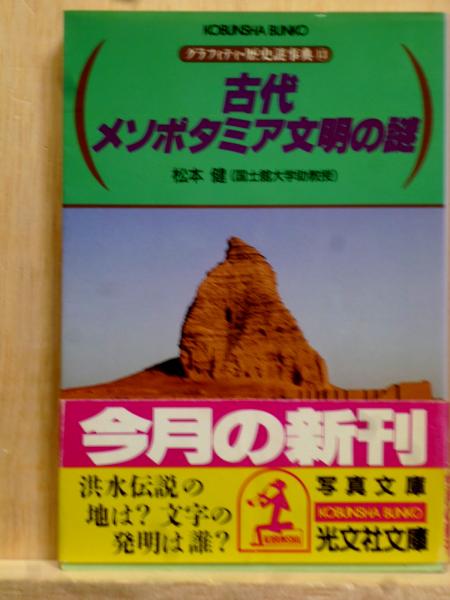 KOBUNSHA BUNKO
グラフィティ・歴史謎事典⑬
古代
メソポタミア文明の謎
松本 健(国士館大学助教授)
今月の新刊
洪水伝説の
地は?文字の
発明は誰?
写真文庫
KOBUNSHA BUNKO
光文社文庫